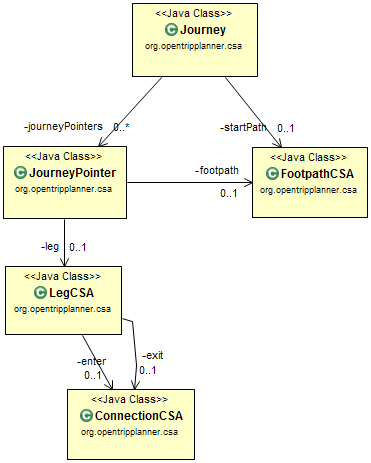 <<Java Class>>
Journey
org.opentripplanner.csa
-journeyPointers 0..*
-startPath 0..1
<<Java Class>>
JourneyPointer
org.opentripplanner.csa
-footpath
0..1
<<Java Class>>
FootpathCSA
org.opentripplanner.csa
-leg 0..1
<<Java Class>>
LegCSA
org.opentripplanner.csa
-enter
0..1
-exit
0..1
<<Java Class>>
ConnectionCSA
org.opentripplanner.csa